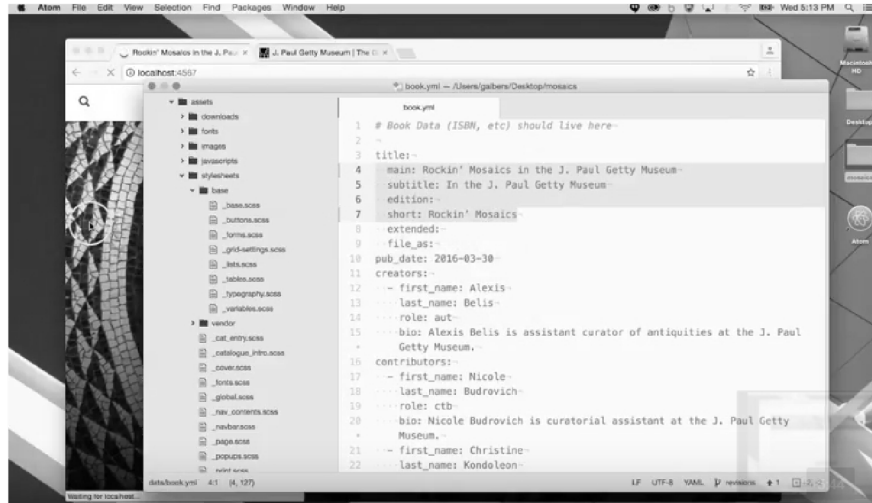 Atom File Edit View Selection Find Packages Window Help
Wed 5:13 PM
Rockin' Mosaics in the J. Pau
J. Paul Getty Museum | The G
localhost:4567
book.yml — /Users/galbers/Desktop/mosaics
Macintosh HD
Desktop
mosaics
Atom
assets
downloads
fonts
images
javascripts
stylesheets
base
_base.scss
_buttons.scss
_forms.scss
_grid-settings.scss
_lists.scss
_tables.scss
_typography.scss
_variables.scss
vendor
_cat_entry.scss
_catalogue_intro.scss
_cover.scss
_fonts.scss
_global.scss
_nav_contents.scss
_navbar.scss
_page.scss
_popups.scss
_print.scss
book.yml
1 # Book Data (ISBN, etc) should live here
2
3 title:
4 main: Rockin' Mosaics in the J. Paul Getty Museum
5 subtitle: In the J. Paul Getty Museum
6 edition:
7 short: Rockin' Mosaics
8 extended:
9 file_as:
10 pub_date: 2016-03-30
11 creators:
12 - first_name: Alexis
13 last_name: Belis
14 role: aut
15 bio: Alexis Belis is assistant curator of antiquities at the J. Paul
Getty Museum.
16 contributors:
17 - first_name: Nicole
18 last_name: Budrovich
19 role: ctb
20 bio: Nicole Budrovich is curatorial assistant at the J. Paul Getty
Museum.
21 - first_name: Christine
22 last_name: Kondoleon
data/book.yml 4:1 (4, 127)
LF UTF-8 YAML revisions 1
Waiting for localhost...